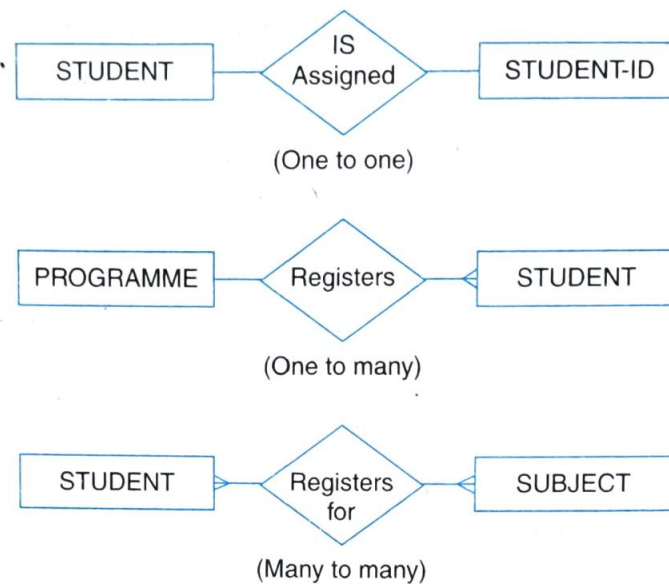 STUDENT
IS
Assigned
STUDENT-ID
(One to one)
PROGRAMME
Registers
STUDENT
(One to many)
STUDENT
Registers
for
SUBJECT
(Many to many)